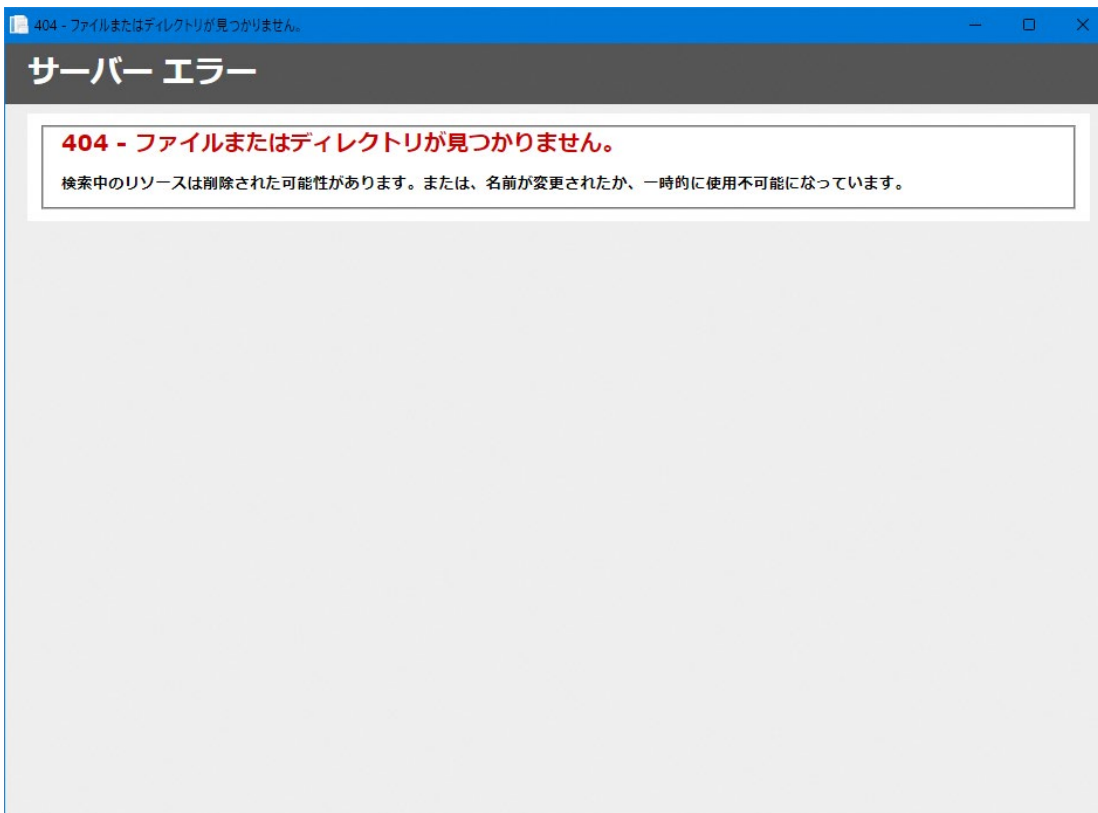 404 - ファイルまたはディレクトリが見つかりません。
サーバー エラー
404 - ファイルまたはディレクトリが見つかりません。
検索中のリソースは削除された可能性があります。または、名前が変更されたか、一時的に使用不可能になっています。